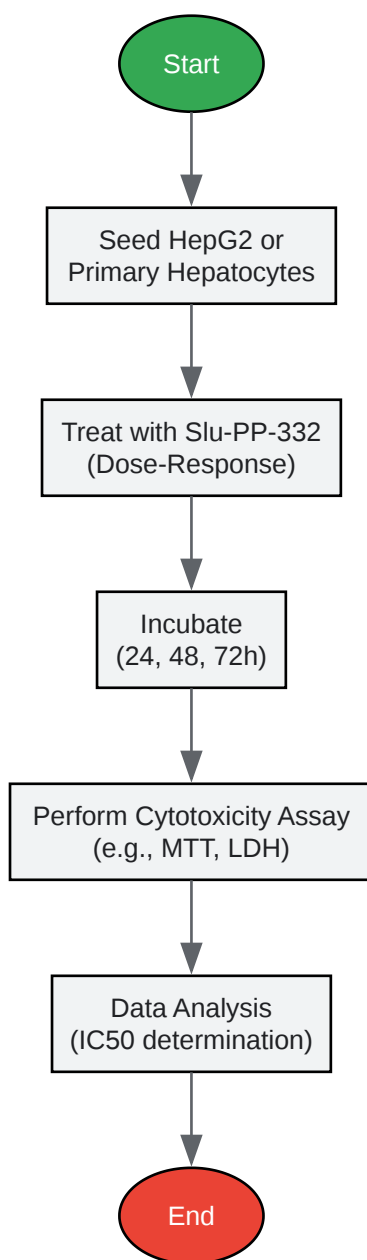 Start
Seed HepG2 or
Primary Hepatocytes
Treat with Slu-PP-332
(Dose-Response)
Incubate
(24, 48, 72h)
Perform Cytotoxicity Assay
(e.g., MTT, LDH)
Data Analysis
(IC50 determination)
End